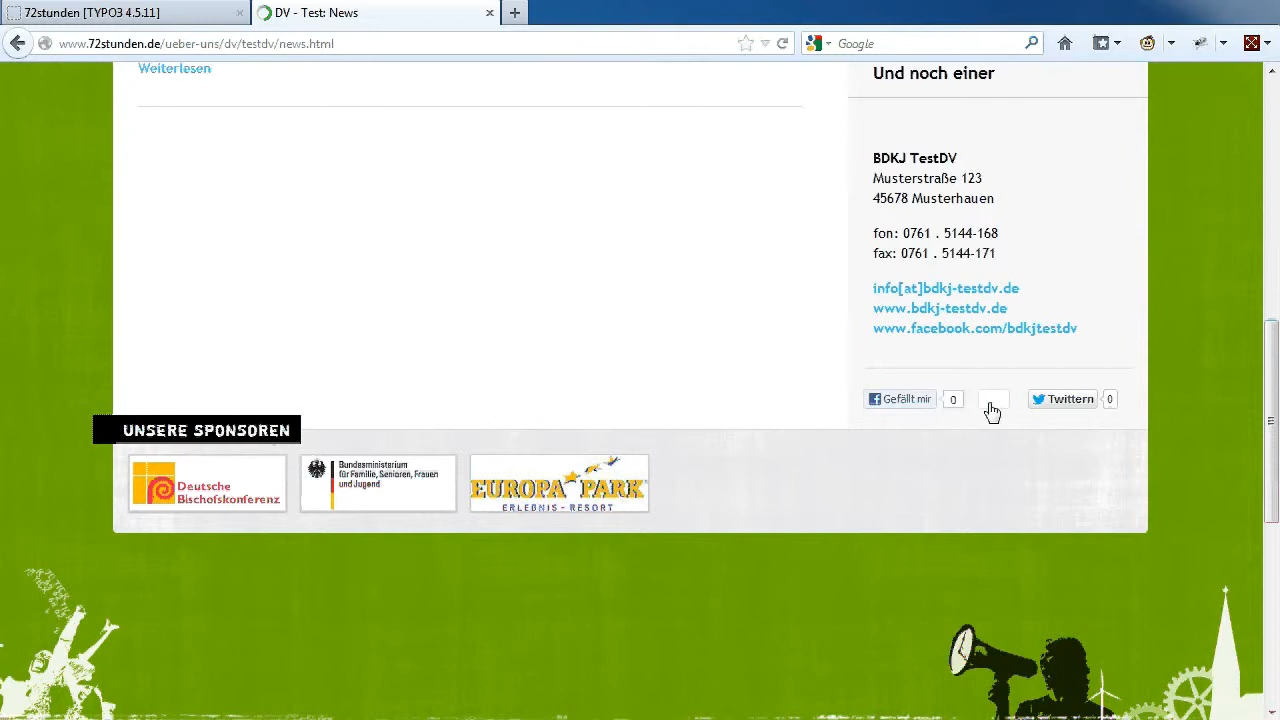 72stunden [TYPO3 4.5.11]
DV - Test: News
www.72stunden.de/ueber-uns/dv/testdv/news.html
Google
Weiterlesen
Und noch einer
BDKJ TestDV
Musterstraße 123
45678 Musterhauen
fon: 0761 . 5144-168
fax: 0761 . 5144-171
info[at]bdkj-testdv.de
www.bdkj-testdv.de
www.facebook.com/bdkjtestdv
Gefällt mir 0
Twittern 0
UNSERE SPONSOREN
Deutsche
Bischofskonferenz
Bundesministerium
für Familie, Senioren, Frauen
und Jugend
EUROPA PARK
ERLEBNIS - RESORT